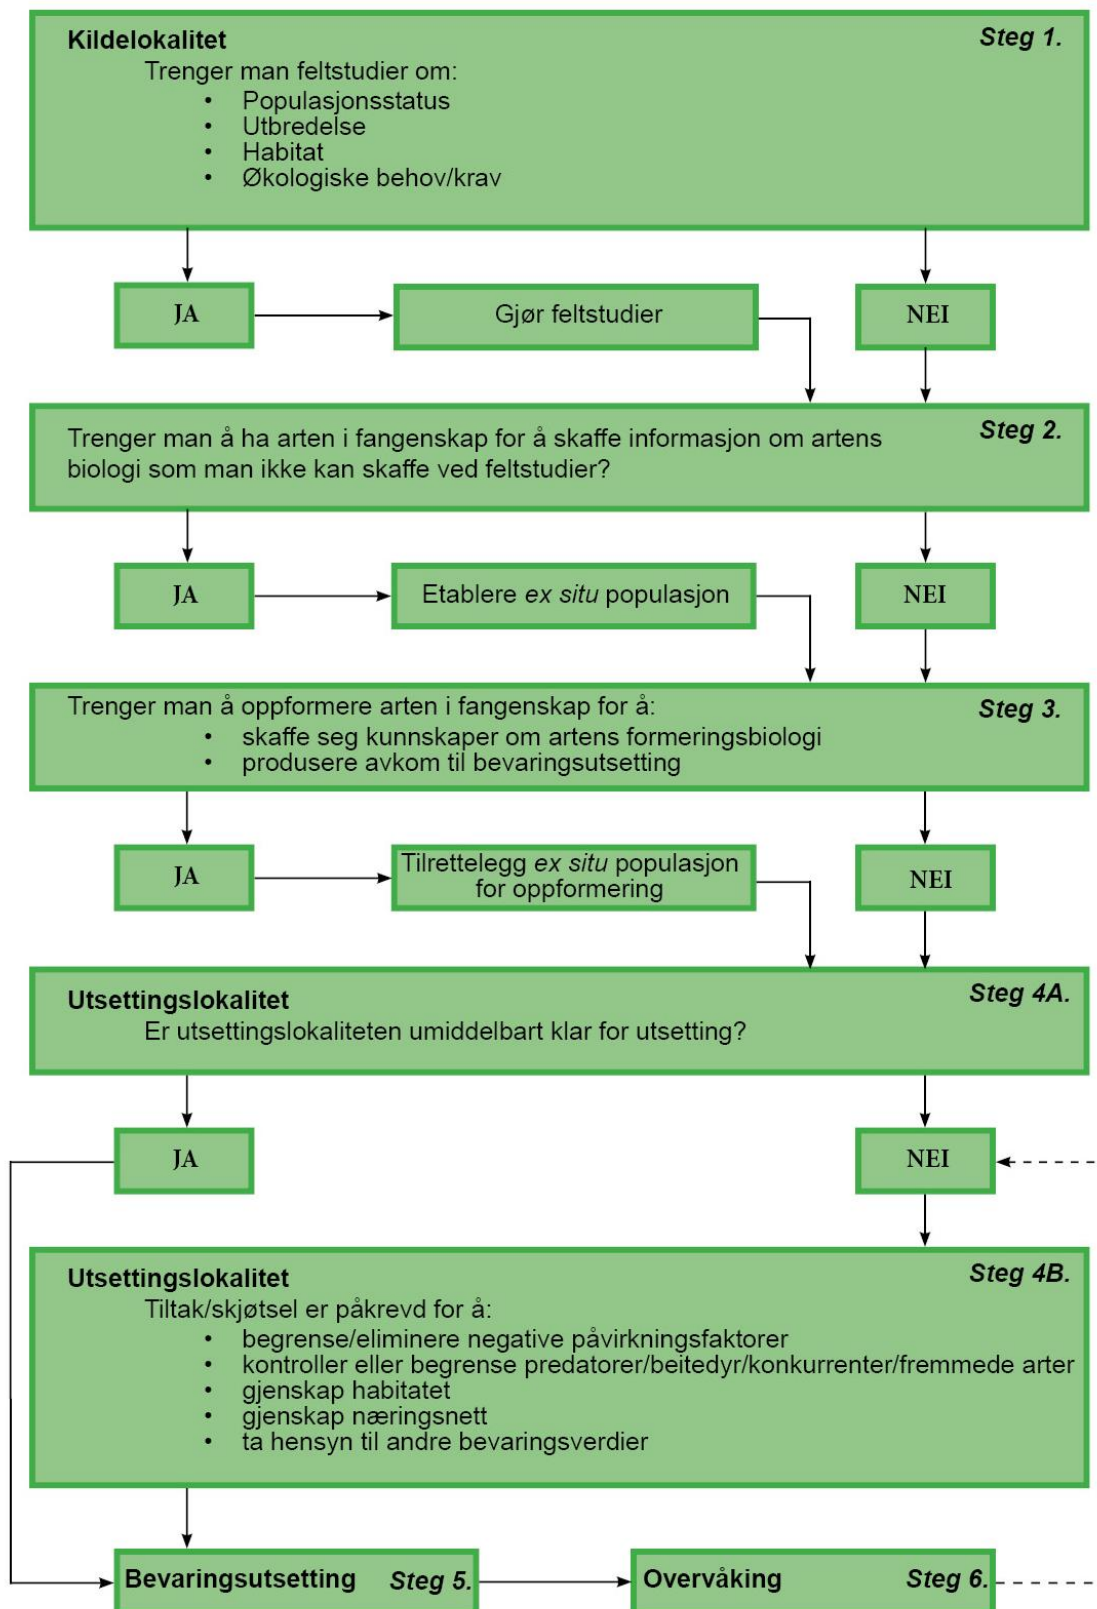 Kildelokalitet
Steg 1.
Trenger man feltstudier om:
• Populasjonsstatus
• Utbredelse
• Habitat
• Økologiske behov/krav
JA
Gjør feltstudier
NEI
Steg 2.
Trenger man å ha arten i fangenskap for å skaffe informasjon om artens
biologi som man ikke kan skaffe ved feltstudier?
JA
Etablere ex situ populasjon
NEI
Trenger man å oppformere arten i fangenskap for å:
Steg 3.
• skaffe seg kunnskaper om artens formeringsbiologi
• produsere avkom til bevaringsutsetting
JA
Tilrettelegg ex situ populasjon
for oppformering
NEI
Utsettingslokalitet
Steg 4A.
Er utsettingslokaliteten umiddelbart klar for utsetting?
JA
NEI
Utsettingslokalitet
Steg 4B.
Tiltak/skjøtsel er påkrevd for å:
• begrense/eliminere negative påvirkningsfaktorer
• kontroller eller begrense predatorer/beitedyr/konkurrenter/fremmede arter
• gjenskap habitatet
• gjenskap næringsnett
• ta hensyn til andre bevaringsverdier
Bevaringsutsetting Steg 5.
Overvåking Steg 6.